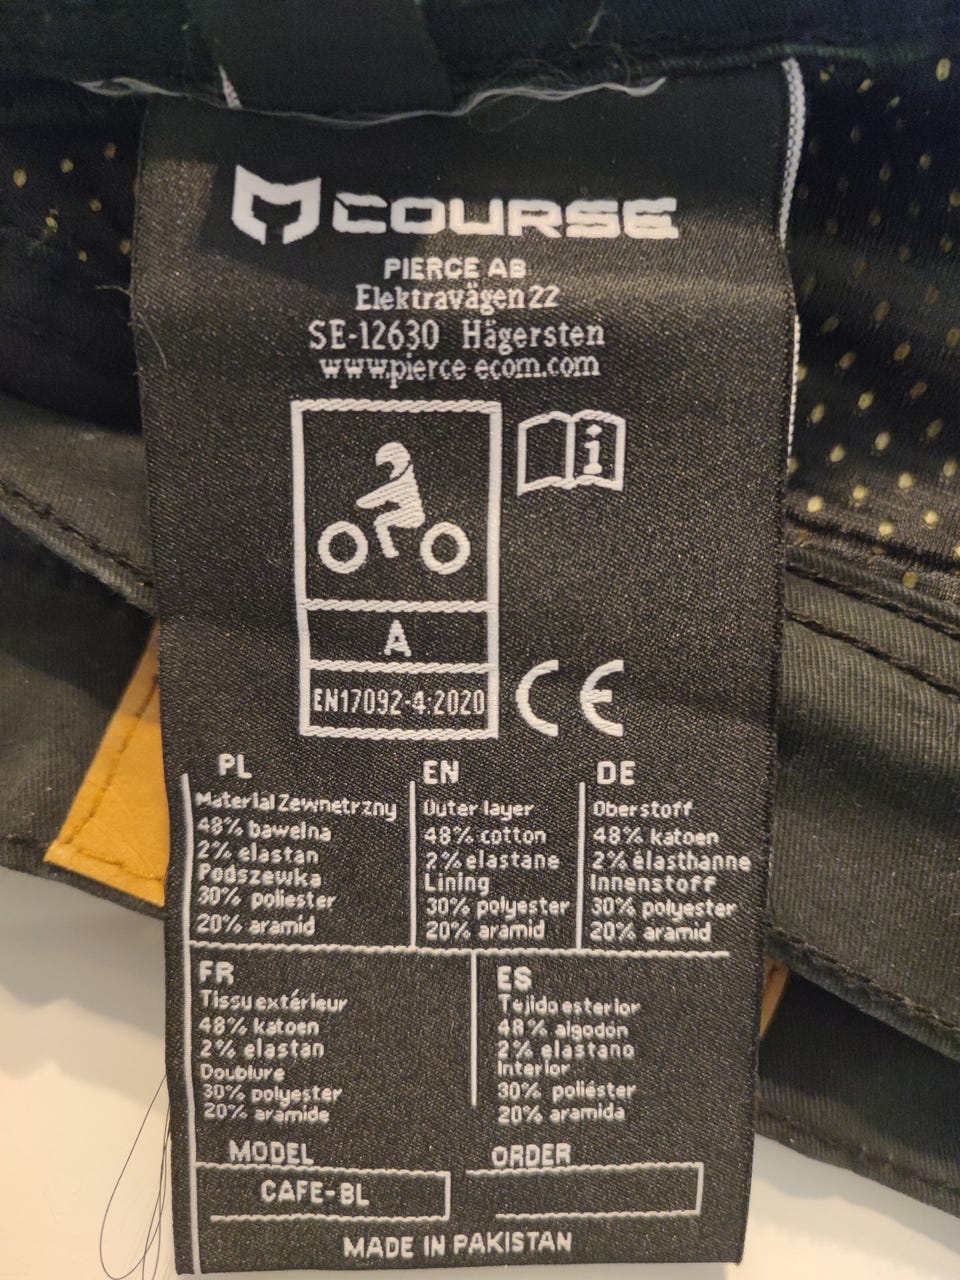 COURSE
PIERCE AB
Elektravägen 22
SE-12630 Hägersten
www.pierce-ecom.com
i
A
EN17092-4:2020
CE
PL
Material Zewnetrzny
48% bawelna
2% elastan
Podszewka
30% poliester
20% aramid
EN
Outer layer
48% cotton
2% elastane
Lining
30% polyester
20% aramid
DE
Oberstoff
48% katoen
2% élasthanne
Innenstoff
30% polyester
20% aramid
FR
Tissu extérieur
48% katoen
2% elastan
Doublure
30% polyester
20% aramide
ES
Tejido esterior
48% algodón
2% elastano
Interior
30% poliéster
20% aramida
MODEL
CAFE-BL
ORDER
MADE IN PAKISTAN